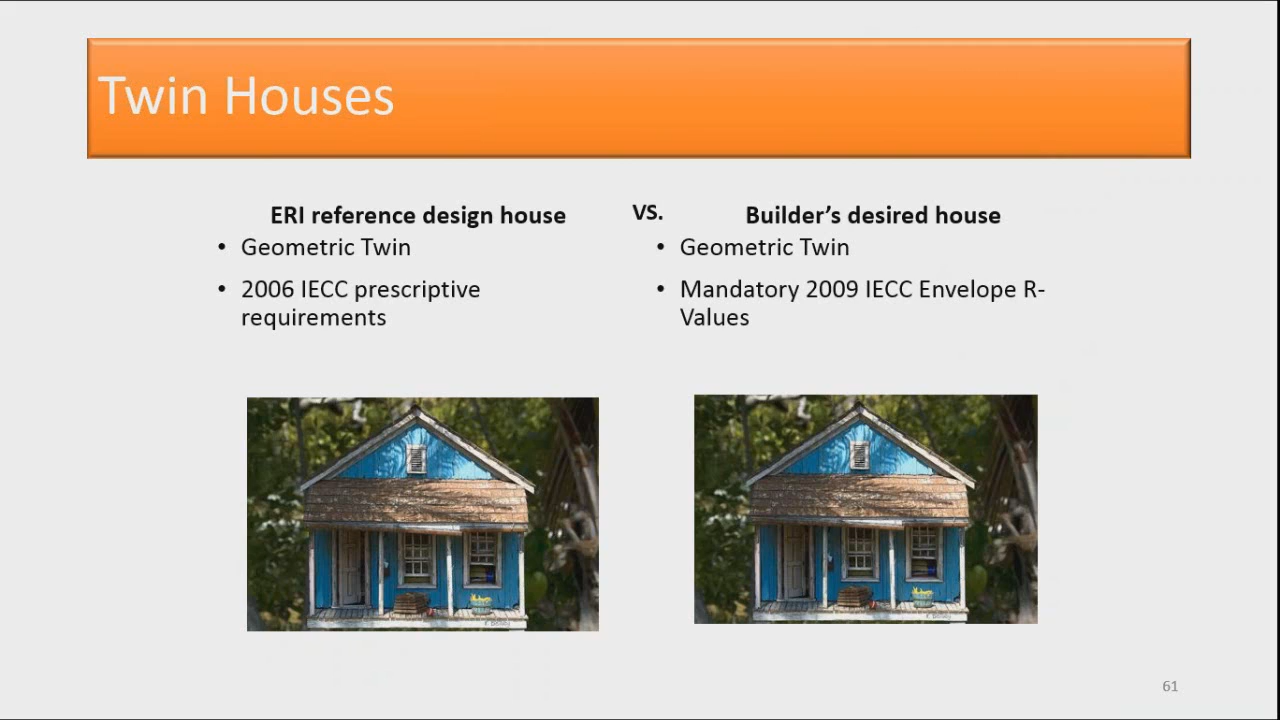 Twin Houses
ERI reference design house
• Geometric Twin
• 2006 IECC prescriptive
requirements
VS.
Builder’s desired house
• Geometric Twin
• Mandatory 2009 IECC Envelope R-
Values
61